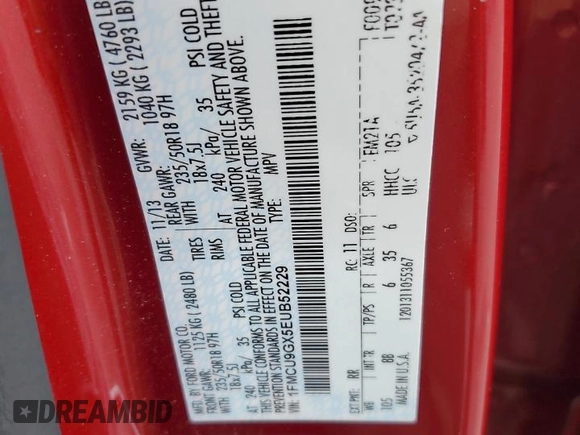 MFD. BY FORD MOTOR CO.
DATE: 11/13 GVWR: 2159 KG ( 4760 LB)
FRONT GAWR: 1125 KG ( 2480 LB) REAR GAWR: 1040 KG ( 2293 LB)
235/50R18 97H TIRES WITH 235/50R18 97H
18x7.5J RIMS 18x7.5J
AT 240 kPa/ 35 PSI COLD AT 240 kPa/ 35 PSI COLD
THIS VEHICLE CONFORMS TO ALL APPLICABLE FEDERAL MOTOR VEHICLE SAFETY AND THEFT
PREVENTION STANDARDS IN EFFECT ON THE DATE OF MANUFACTURE SHOWN ABOVE.
VIN: 1FMCU9GX5EUB52229
TYPE: MPV
EXT PNT: RR RC: 11 DSO:
WB INT TR TP/PS R AXLE TR SPR FM21A
105 BB 6 35 6 HHCC 105
MADE IN U.S.A.
1201311055367
DREAMBID